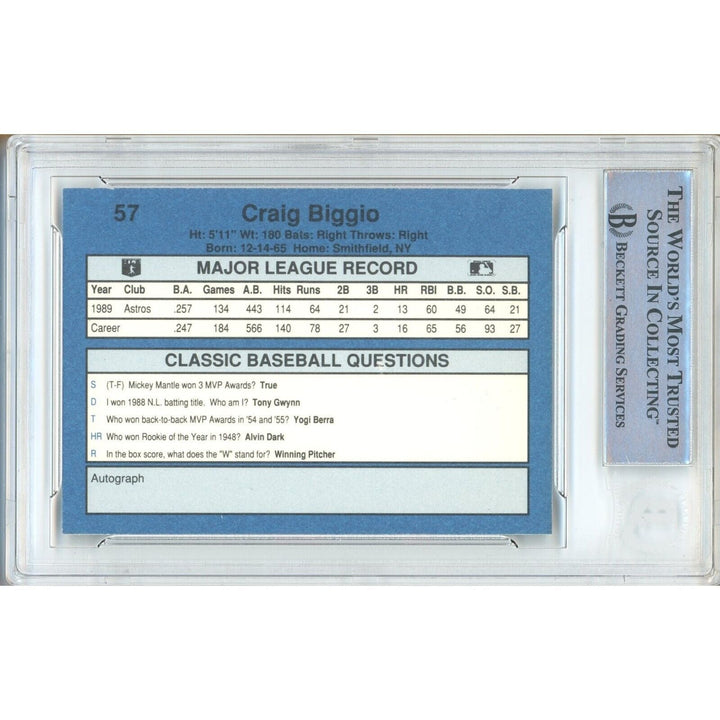 57 Craig Biggio
Ht: 5'11" Wt: 180 Bats: Right Throws: Right
Born: 12-14-65 Home: Smithfield, NY
MAJOR LEAGUE RECORD
Year Club B.A. Games A.B. Hits Runs 2B 3B HR RBI B.B. S.O. S.B.
1989 Astros .257 134 443 114 64 21 2 13 60 49 64 21
Career .247 184 566 140 78 27 3 16 65 56 93 27
CLASSIC BASEBALL QUESTIONS
S (T-F) Mickey Mantle won 3 MVP Awards? True
D I won 1988 N.L. batting title. Who am I? Tony Gwynn
T Who won back-to-back MVP Awards in '54 and '55? Yogi Berra
HR Who won Rookie of the Year in 1948? Alvin Dark
R In the box score, what does the "W" stand for? Winning Pitcher
Autograph
THE WORLD'S MOST TRUSTED
SOURCE IN COLLECTING™
B BECKETT GRADING SERVICES